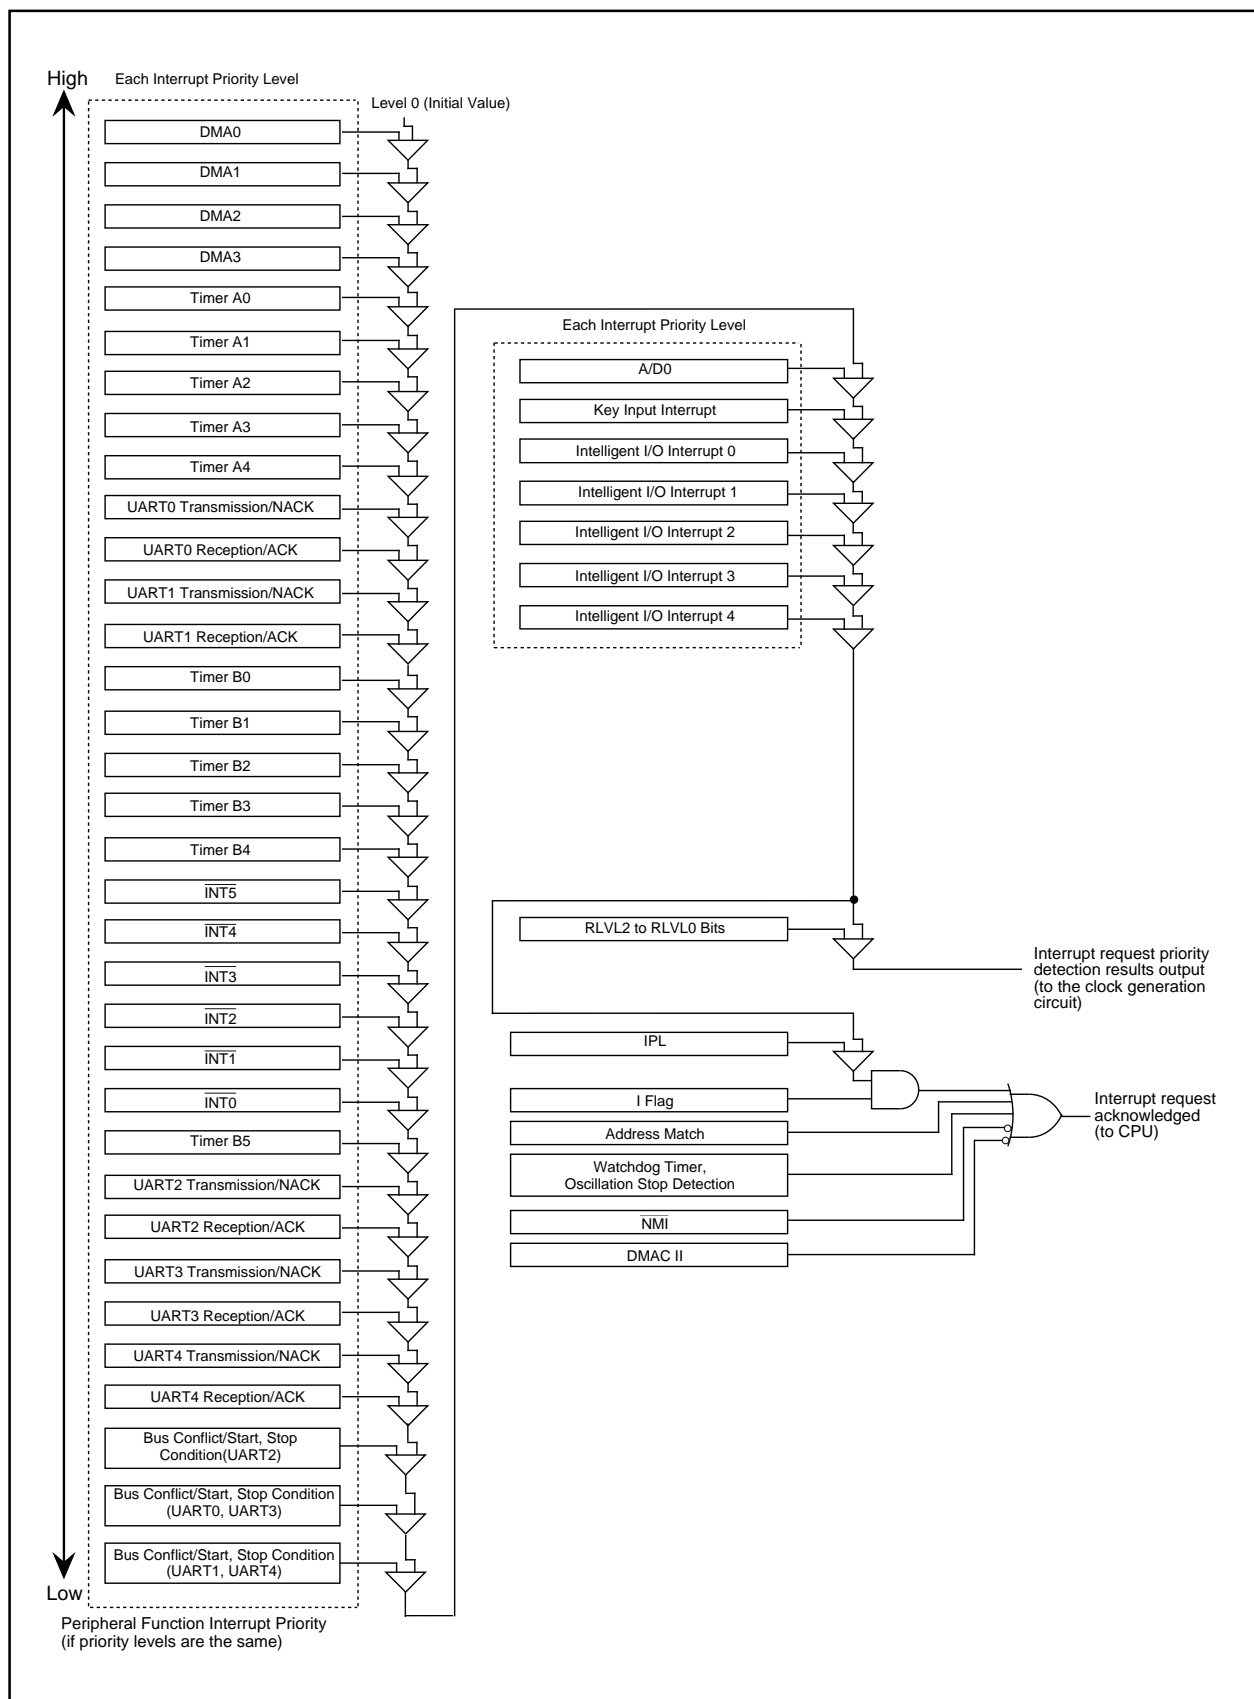 High
Each Interrupt Priority Level
Level 0 (Initial Value)
DMA0
DMA1
DMA2
DMA3
Timer A0
Timer A1
Timer A2
Timer A3
Timer A4
UART0 Transmission/NACK
UART0 Reception/ACK
UART1 Transmission/NACK
UART1 Reception/ACK
Timer B0
Timer B1
Timer B2
Timer B3
Timer B4
INT5
INT4
INT3
INT2
INT1
INT0
Timer B5
UART2 Transmission/NACK
UART2 Reception/ACK
UART3 Transmission/NACK
UART3 Reception/ACK
UART4 Transmission/NACK
UART4 Reception/ACK
Bus Conflict/Start, Stop
Condition(UART2)
Bus Conflict/Start, Stop Condition
(UART0, UART3)
Bus Conflict/Start, Stop Condition
(UART1, UART4)
Low
Peripheral Function Interrupt Priority
(if priority levels are the same)
Each Interrupt Priority Level
A/D0
Key Input Interrupt
Intelligent I/O Interrupt 0
Intelligent I/O Interrupt 1
Intelligent I/O Interrupt 2
Intelligent I/O Interrupt 3
Intelligent I/O Interrupt 4
RLVL2 to RLVL0 Bits
Interrupt request priority
detection results output
(to the clock generation
circuit)
IPL
I Flag
Address Match
Watchdog Timer,
Oscillation Stop Detection
NMI
DMAC II
Interrupt request
acknowledged
(to CPU)